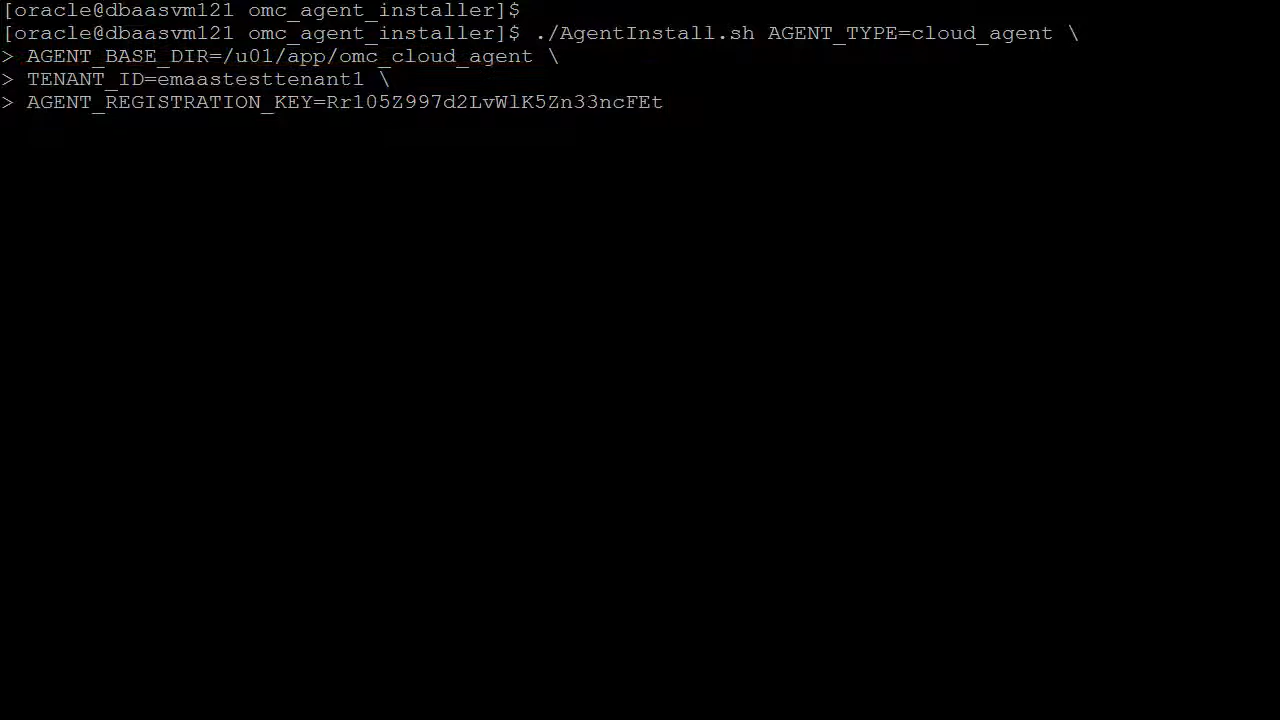 [oracle@dbaasvm121 omc_agent_installer]$
[oracle@dbaasvm121 omc_agent_installer]$ ./AgentInstall.sh AGENT_TYPE=cloud_agent \
> AGENT_BASE_DIR=/u01/app/omc_cloud_agent \
> TENANT_ID=emaastesttenant1 \
> AGENT_REGISTRATION_KEY=Rr105Z997d2LvWlK5Zn33ncFEt